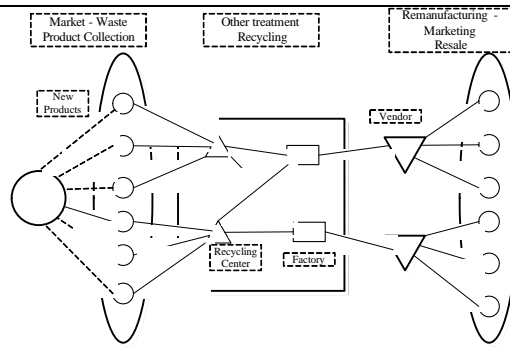 Market - Waste
Product Collection
Other treatment
Recycling
Remanufacturing -
Marketing
Resale
New
Products
Vendor
Recycling
Center
Factory